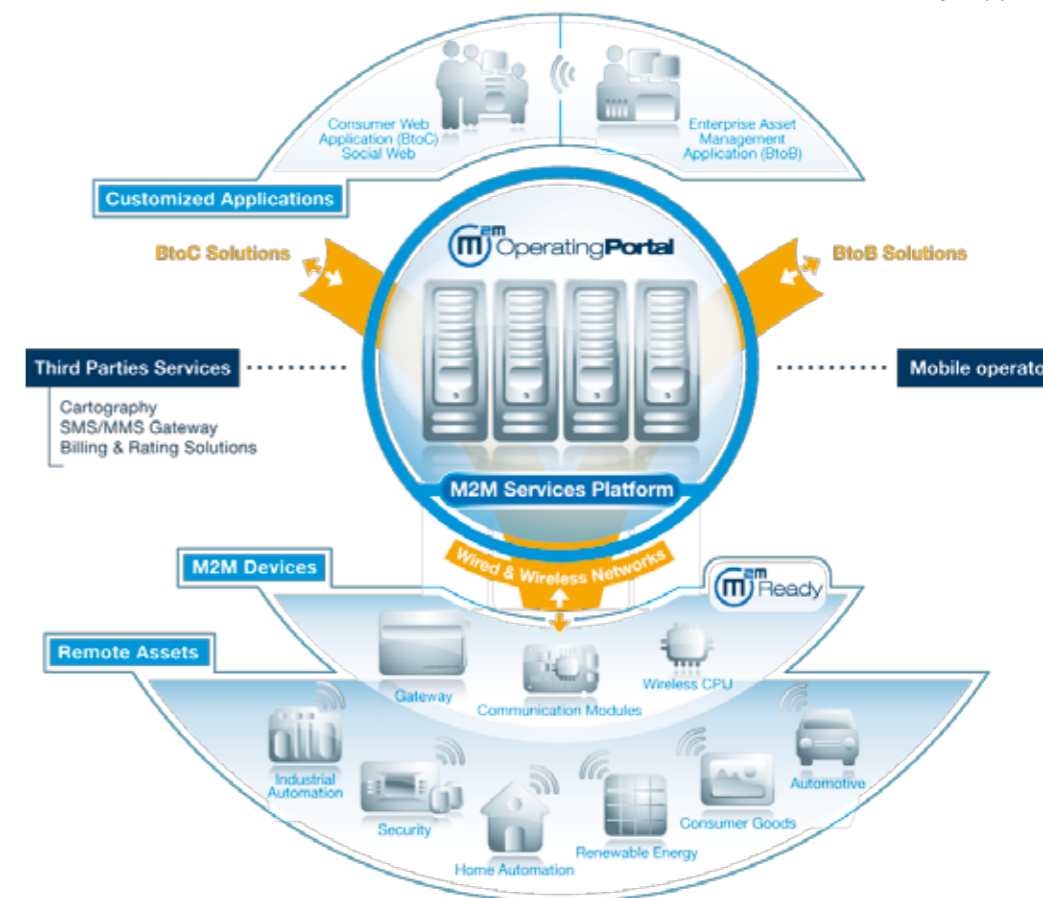 Consumer Web
Application (BtoC)
Social Web
Enterprise Asset
Management
Application (BtoB)
Customized Applications
m2m OperatingPortal
BtoC Solutions
BtoB Solutions
Third Parties Services
Mobile operato
Cartography
SMS/MMS Gateway
Billing & Rating Solutions
M2M Services Platform
Wired & Wireless Networks
M2M Devices
m2m Ready
Remote Assets
Gateway
Communication Modules
Wireless CPU
Industrial
Automation
Security
Home Automation
Renewable Energy
Consumer Goods
Automotive